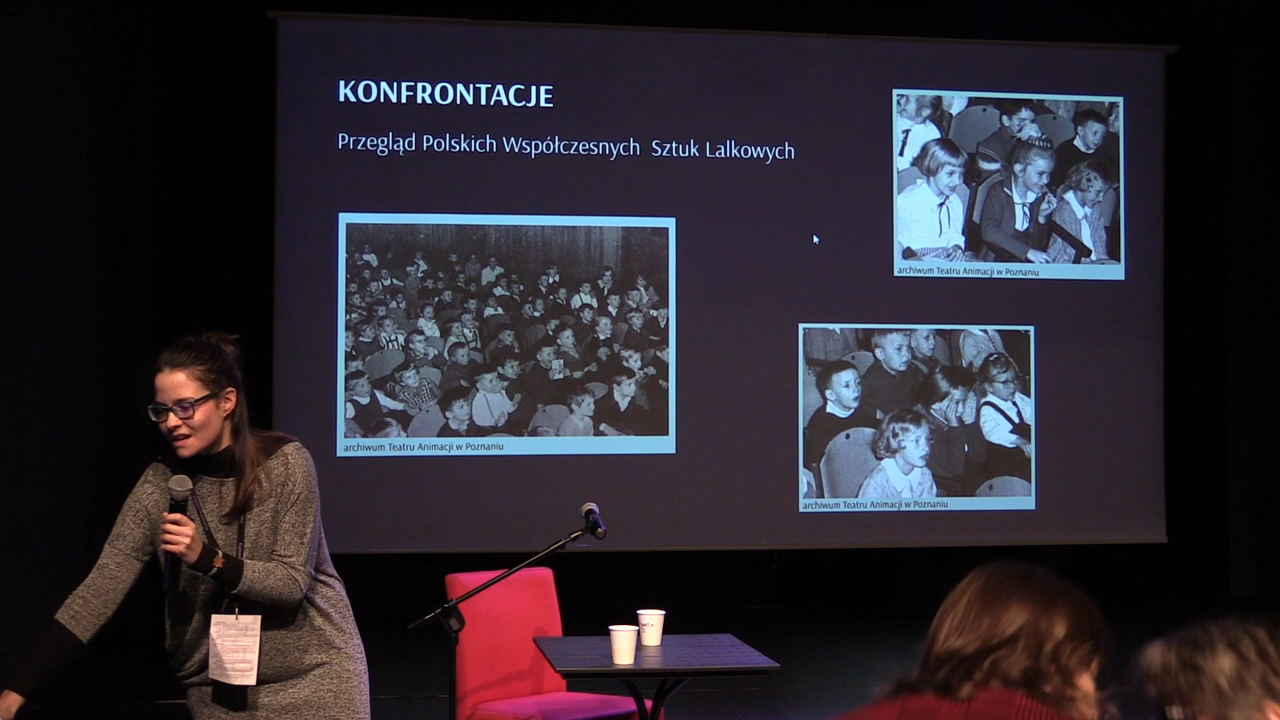 KONFRONTACJE
Przegląd Polskich Współczesnych Sztuk Lalkowych
archiwum Teatru Animacji w Poznaniu
archiwum Teatru Animacji w Poznaniu
archiwum Teatru Animacji w Poznaniu